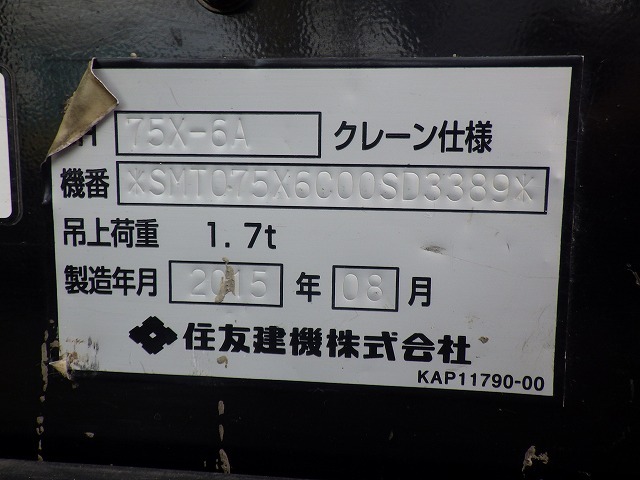 H 75X-6A クレーン仕様
機番 *SMT075X6C00SD3389*
吊上荷重 1.7t
製造年月 2015 年 08 月
住友建機株式会社
KAP11790-00